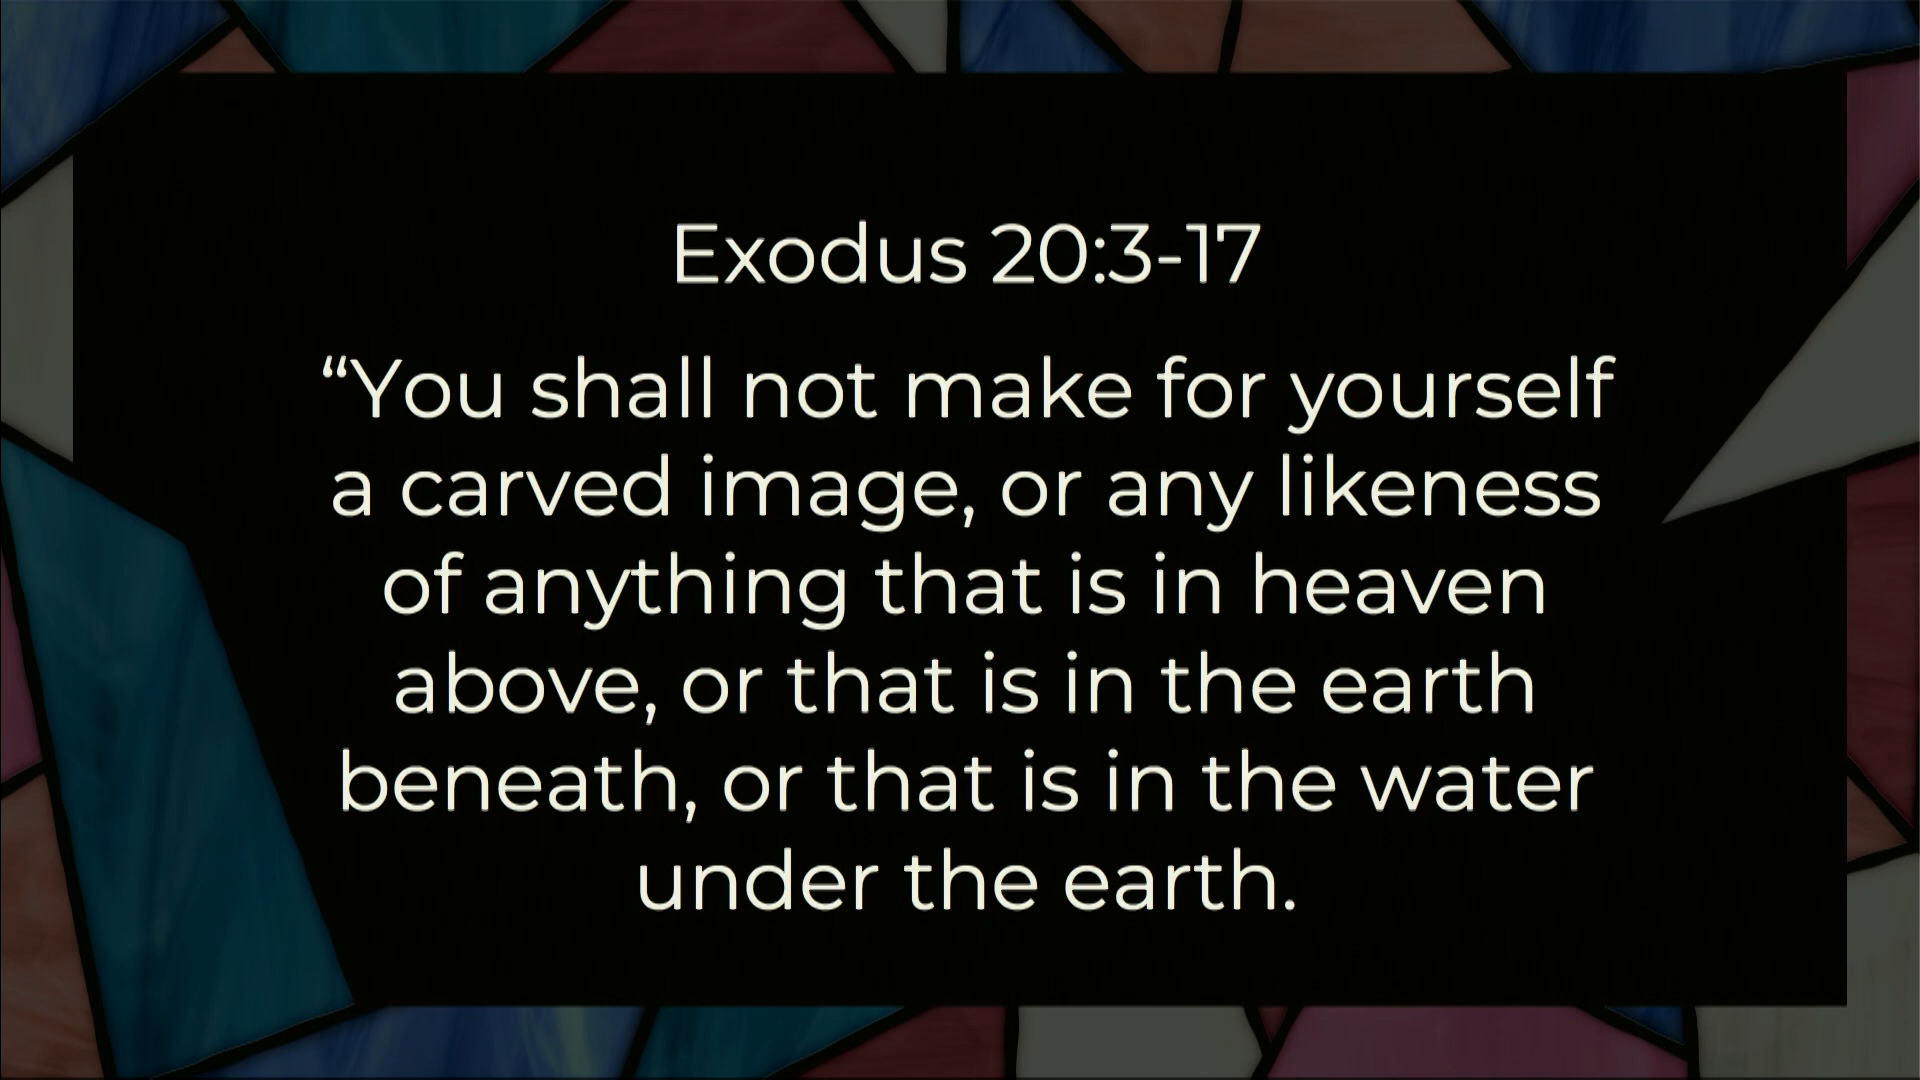 Exodus 20:3-17
“You shall not make for yourself
a carved image, or any likeness
of anything that is in heaven
above, or that is in the earth
beneath, or that is in the water
under the earth.